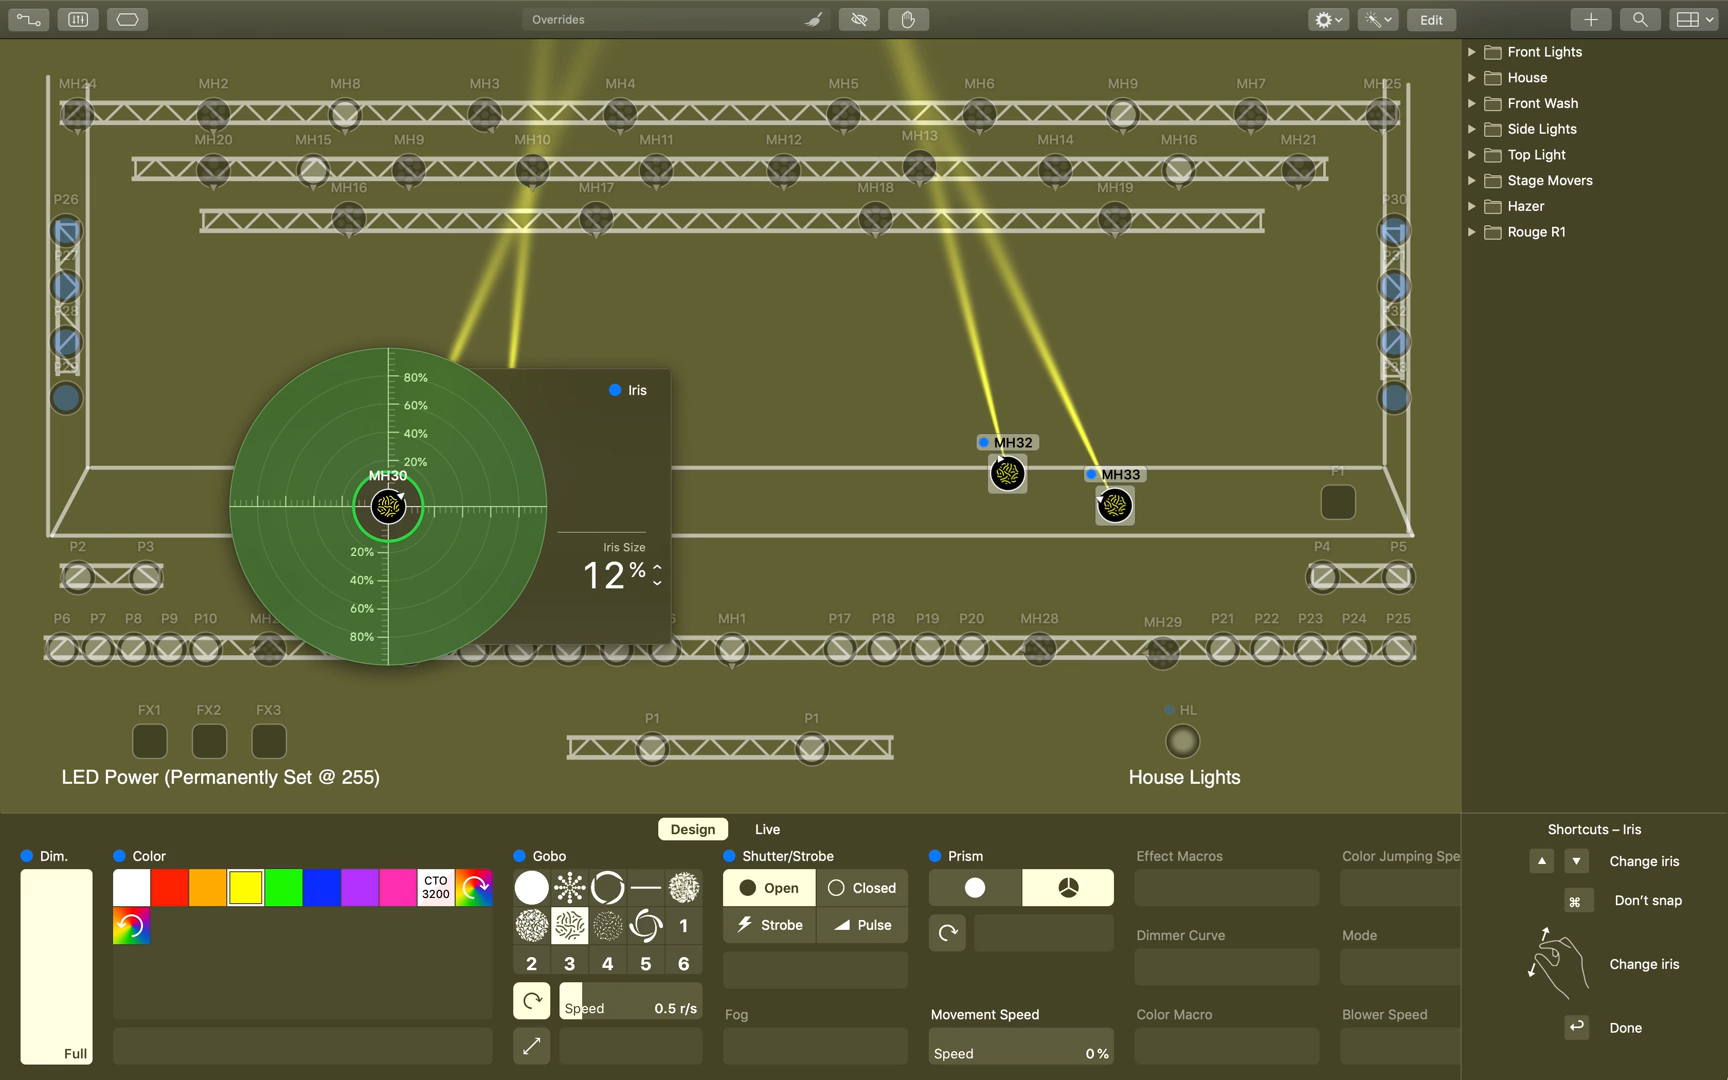 Overrides
Edit
MH24 MH2 MH8 MH3 MH4 MH5 MH6 MH9 MH7 MH25
MH20 MH15 MH9 MH10 MH11 MH12 MH13 MH14 MH16 MH21
MH16 MH17 MH18 MH19
P26
P30
P32
80%
60%
40%
20%
MH30
20%
40%
60%
80%
Iris
Iris Size
12%
MH32
MH33
F1
P2 P3
P4 P5
P6 P7 P8 P9 P10
MH1 P17 P18 P19 P20 MH28 MH29 P21 P22 P23 P24 P25
FX1 FX2 FX3
P1 P1
HL
LED Power (Permanently Set @ 255)
House Lights
Front Lights
House
Front Wash
Side Lights
Top Light
Stage Movers
Hazer
Rouge R1
Design Live
Dim.
Full
Color
CTO
3200
Gobo
1
2 3 4 5 6
Speed 0.5 r/s
Shutter/Strobe
Open Closed
Strobe Pulse
Fog
Prism
Movement Speed
Speed 0 %
Effect Macros
Dimmer Curve
Color Macro
Color Jumping Spe
Mode
Blower Speed
Shortcuts – Iris
Change iris
⌘ Don't snap
Change iris
Done